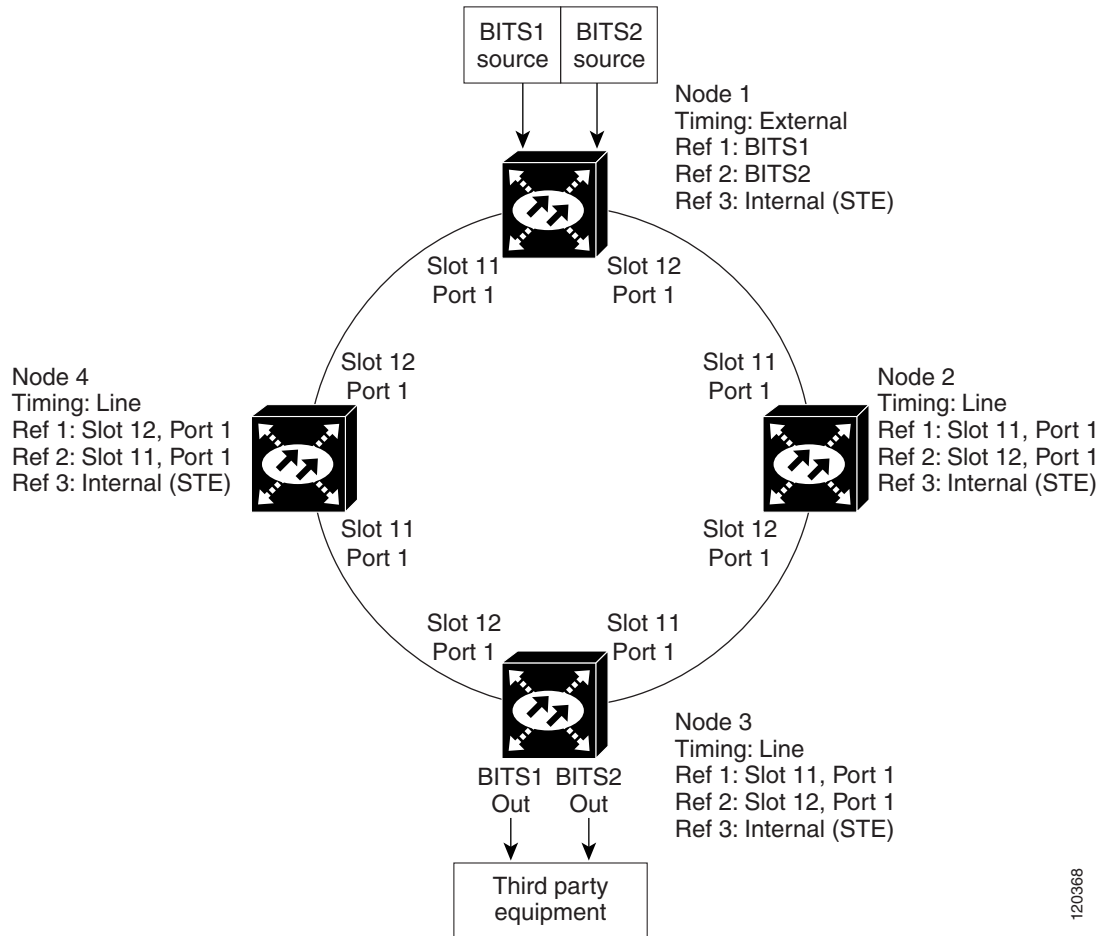 BITS1
source
BITS2
source
Node 1
Timing: External
Ref 1: BITS1
Ref 2: BITS2
Ref 3: Internal (STE)
Slot 11
Port 1
Slot 12
Port 1
Node 4
Timing: Line
Ref 1: Slot 12, Port 1
Ref 2: Slot 11, Port 1
Ref 3: Internal (STE)
Slot 12
Port 1
Slot 11
Port 1
Node 2
Timing: Line
Ref 1: Slot 11, Port 1
Ref 2: Slot 12, Port 1
Ref 3: Internal (STE)
Slot 11
Port 1
Slot 12
Port 1
Slot 12
Port 1
Slot 11
Port 1
Node 3
Timing: Line
Ref 1: Slot 11, Port 1
Ref 2: Slot 12, Port 1
Ref 3: Internal (STE)
BITS1
Out
BITS2
Out
Third party
equipment
120368